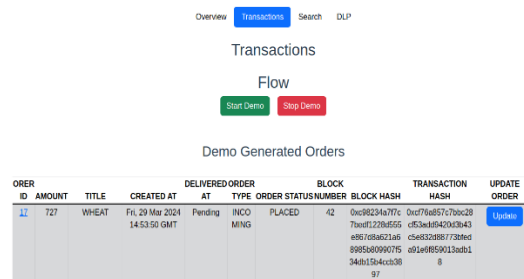 Overview Transactions Search DLP
Transactions
Flow
Start Demo Stop Demo
Demo Generated Orders
ORER DELIVERED ORDER BLOCK TRANSACTION UPDATE
ID AMOUNT TITLE CREATED AT AT TYPE ORDER STATUS NUMBER BLOCK HASH HASH ORDER
17 727 WHEAT Fri, 29 Mar 2024 Pending INCO PLACED 42 0xc98234a7f7c 0xcf76a857c7bbc28 Update
14:53:50 GMT MING 7bedf1228d555 cf53add9420d3b43
e867d8a621a6 c5e832d88773bfed
8985b809907f5 a91e6f859013adb1
34db15b4ccb38 8
97